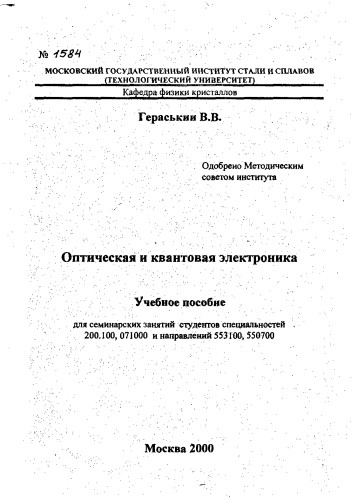 № 1584
МОСКОВСКИЙ ГОСУДАРСТВЕННЫЙ ИНСТИТУТ СТАЛИ И СПЛАВОВ
(ТЕХНОЛОГИЧЕСКИЙ УНИВЕРСИТЕТ)
Кафедра физики кристаллов
Гераськин В.В.
Одобрено Методическим
советом института
Оптическая и квантовая электроника
Учебное пособие
для семинарских занятий студентов специальностей
200.100, 071000 и направлений 553100, 550700
Москва 2000